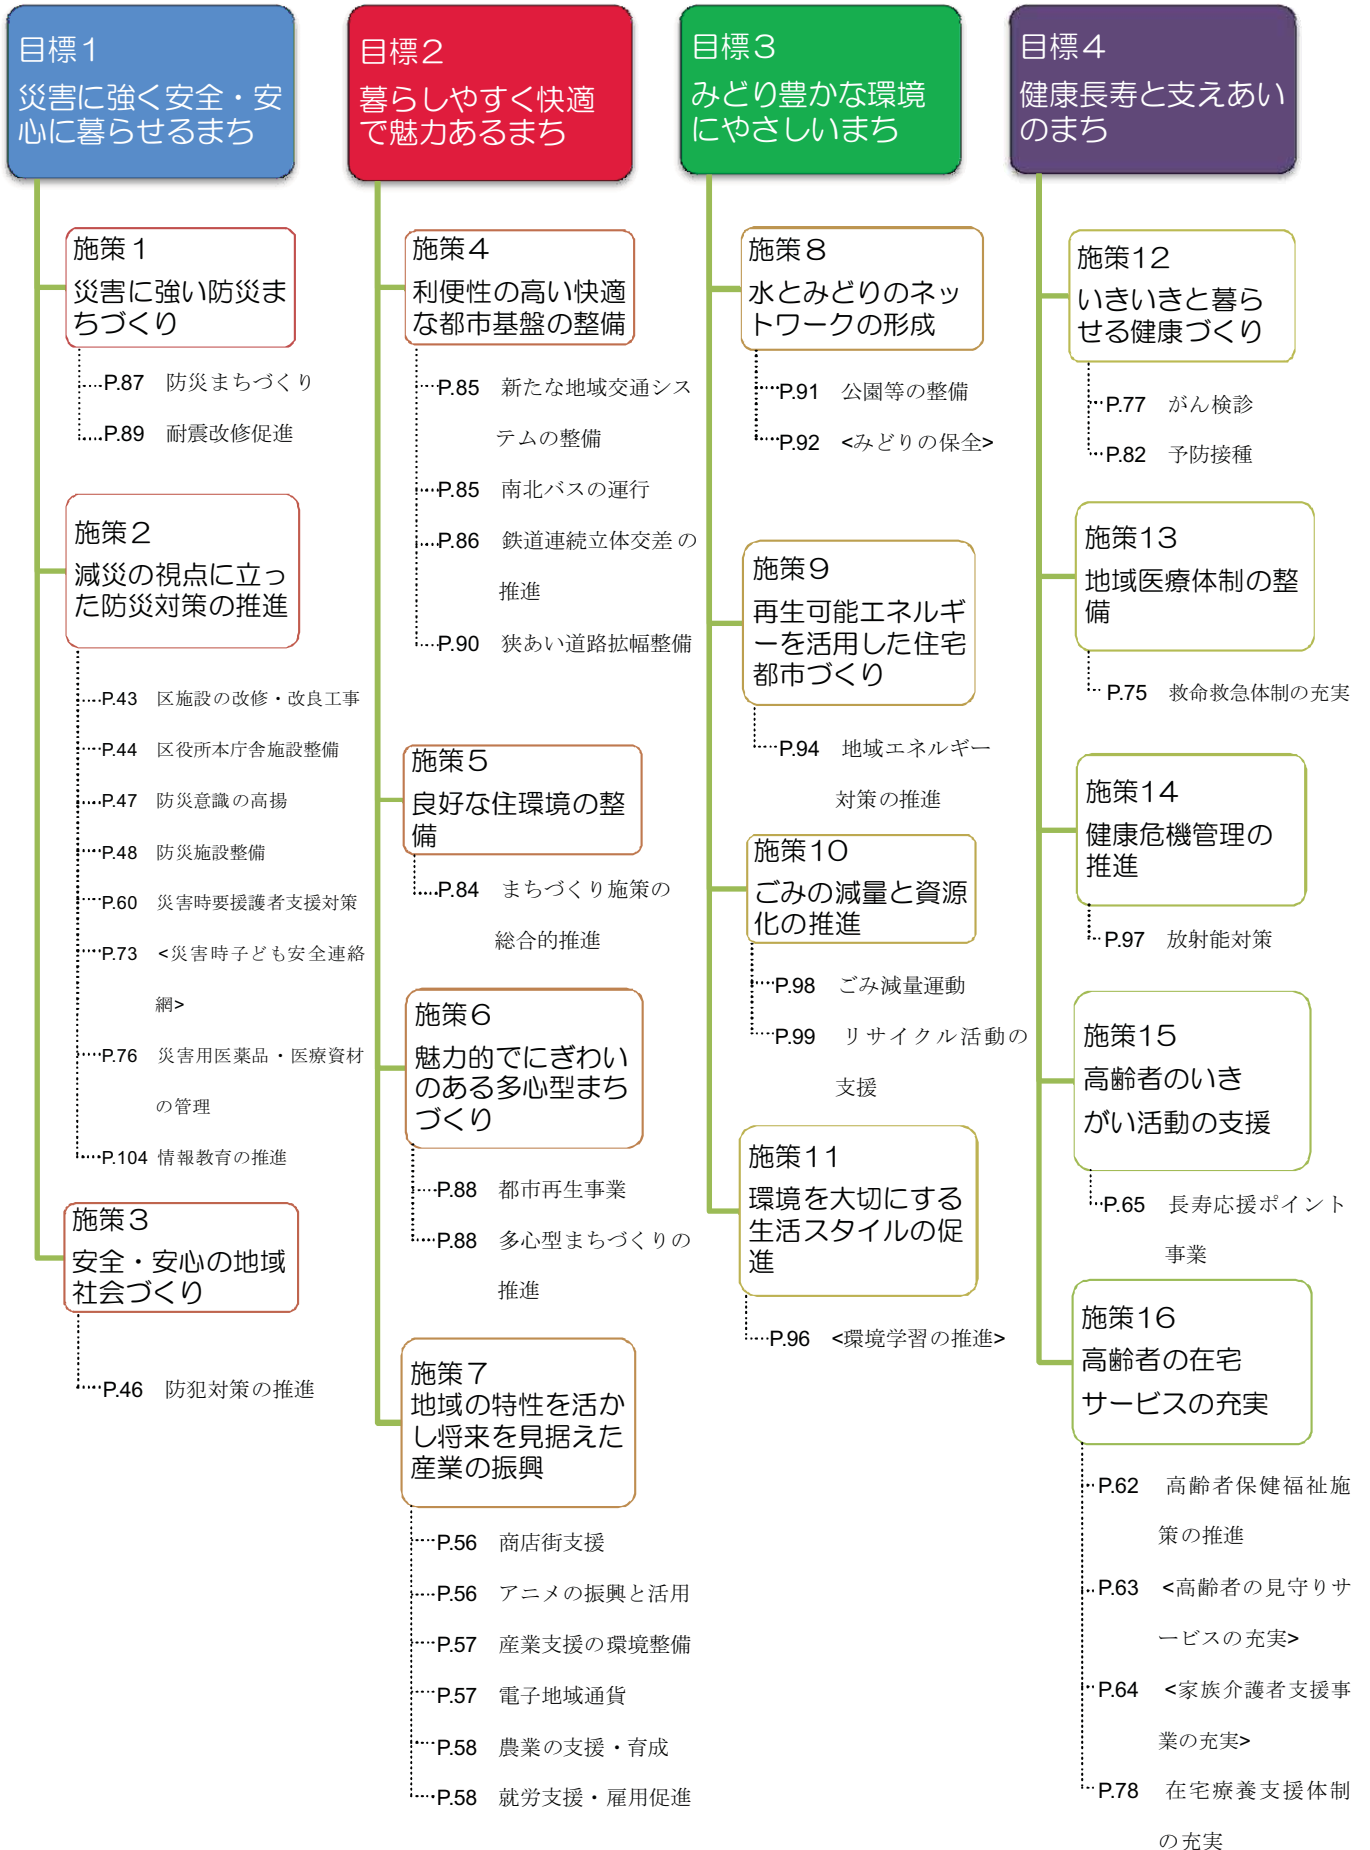 目標１
災害に強く安全・安
心に暮らせるまち
施策１
災害に強い防災ま
ちづくり
P.87 防災まちづくり
P.89 耐震改修促進
施策２
減災の視点に立っ
た防災対策の推進
P.43 区施設の改修・改良工事
P.44 区役所本庁舎施設整備
P.47 防災意識の高揚
P.48 防災施設整備
P.60 災害時要援護者支援対策
P.73 <災害時子ども安全連絡
網>
P.76 災害用医薬品・医療資材
の管理
P.104 情報教育の推進
施策３
安全・安心の地域
社会づくり
P.46 防犯対策の推進
目標２
暮らしやすく快適
で魅力あるまち
施策４
利便性の高い快適
な都市基盤の整備
P.85 新たな地域交通シス
テムの整備
P.85 南北バスの運行
P.86 鉄道連続立体交差の
推進
P.90 狭あい道路拡幅整備
施策５
良好な住環境の整
備
P.84 まちづくり施策の
総合的推進
施策６
魅力的でにぎわい
のある多心型まち
づくり
P.88 都市再生事業
P.88 多心型まちづくりの
推進
施策７
地域の特性を活か
し将来を見据えた
産業の振興
P.56 商店街支援
P.56 アニメの振興と活用
P.57 産業支援の環境整備
P.57 電子地域通貨
P.58 農業の支援・育成
P.58 就労支援・雇用促進
目標３
みどり豊かな環境
にやさしいまち
施策８
水とみどりのネッ
トワークの形成
P.91 公園等の整備
P.92 <みどりの保全>
施策９
再生可能エネルギ
ーを活用した住宅
都市づくり
P.94 地域エネルギー
対策の推進
施策10
ごみの減量と資源
化の推進
P.98 ごみ減量運動
P.99 リサイクル活動の
支援
施策11
環境を大切にする
生活スタイルの促
進
P.96 <環境学習の推進>
目標４
健康長寿と支えあい
のまち
施策12
いきいきと暮ら
せる健康づくり
P.77 がん検診
P.82 予防接種
施策13
地域医療体制の整
備
P.75 救命救急体制の充実
施策14
健康危機管理の
推進
P.97 放射能対策
施策15
高齢者のいき
がい活動の支援
P.65 長寿応援ポイント
事業
施策16
高齢者の在宅
サービスの充実
P.62 高齢者保健福祉施
策の推進
P.63 <高齢者の見守りサ
ービスの充実>
P.64 <家族介護者支援事
業の充実>
P.78 在宅療養支援体制
の充実